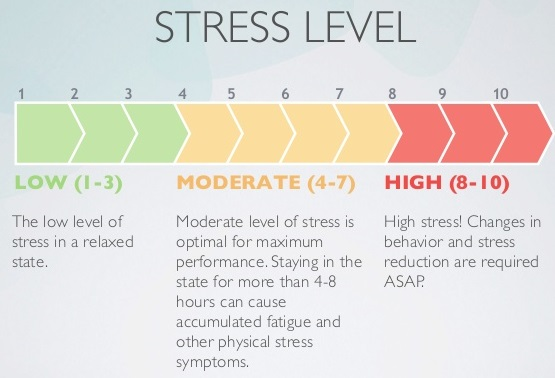 STRESS LEVEL
1 2 3 4 5 6 7 8 9 10
LOW (1-3)
The low level of
stress in a relaxed
state.
MODERATE (4-7)
Moderate level of stress is
optimal for maximum
performance. Staying in the
state for more than 4-8
hours can cause
accumulated fatigue and
other physical stress
symptoms.
HIGH (8-10)
High stress! Changes in
behavior and stress
reduction are required
ASAP.